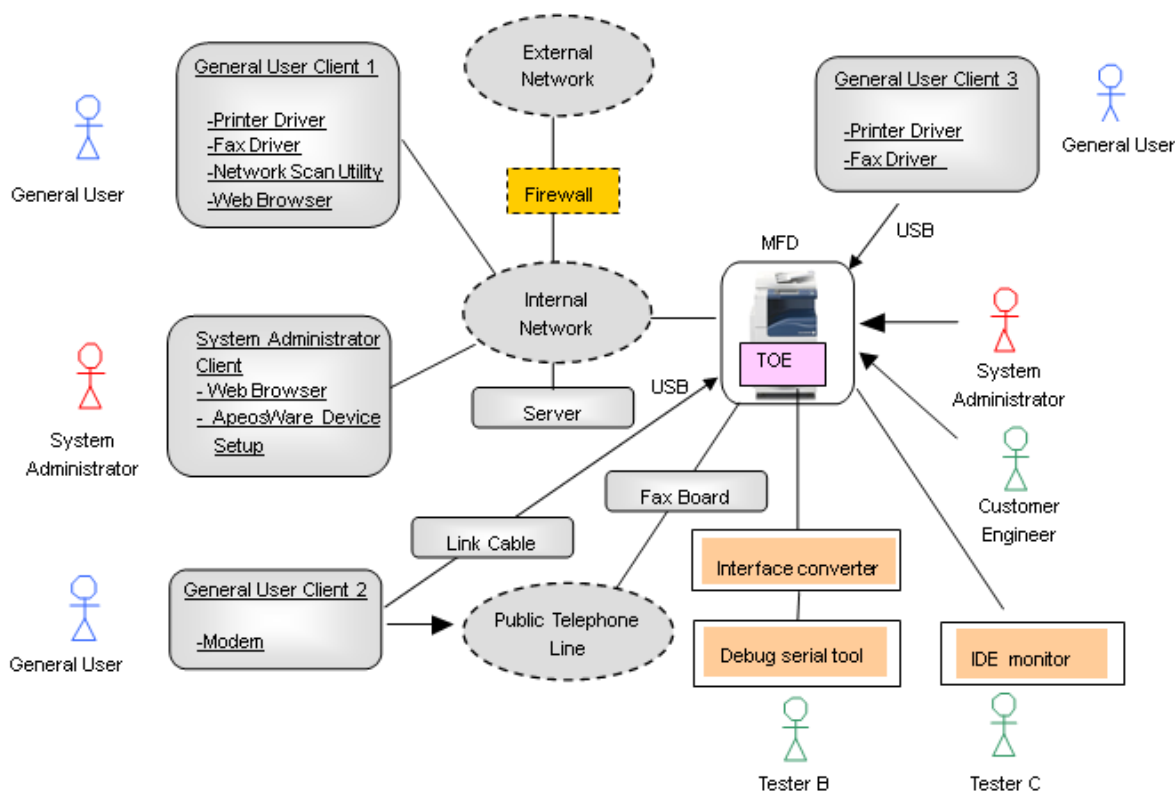 External
Network
General User Client 1
-Printer Driver
-Fax Driver
-Network Scan Utility
-Web Browser
General User
General User Client 3
-Printer Driver
-Fax Driver
General User
Firewall
USB
MFD
Internal
Network
TOE
System Administrator
Client
- Web Browser
- ApeosWare Device
Setup
System
Administrator
Server
USB
System
Administrator
Fax Board
Customer
Engineer
Link Cable
Interface converter
General User Client 2
-Modem
General User
Public Telephone
Line
Debug serial tool
IDE monitor
Tester B
Tester C